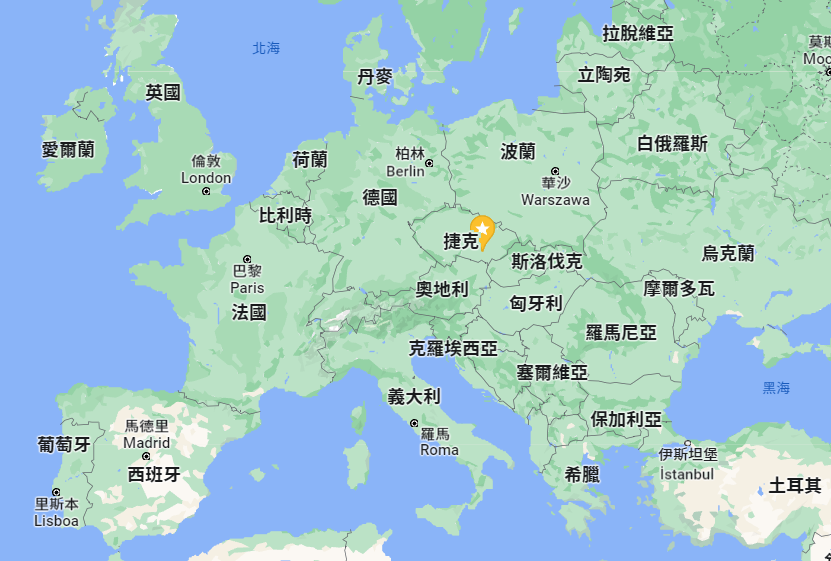 拉脫維亞
莫斯
Moc
北海
丹麥
立陶宛
英國
愛爾蘭
荷蘭
柏林
Berlin
波蘭
白俄羅斯
倫敦
London
德國
華沙
Warszawa
比利時
捷克
斯洛伐克
烏克蘭
巴黎
Paris
法國
奧地利
匈牙利
摩爾多瓦
羅馬尼亞
克羅埃西亞
塞爾維亞
黑海
義大利
羅馬
Roma
保加利亞
馬德里
Madrid
葡萄牙
西班牙
伊斯坦堡
İstanbul
希臘
土耳其
里斯本
Lisboa